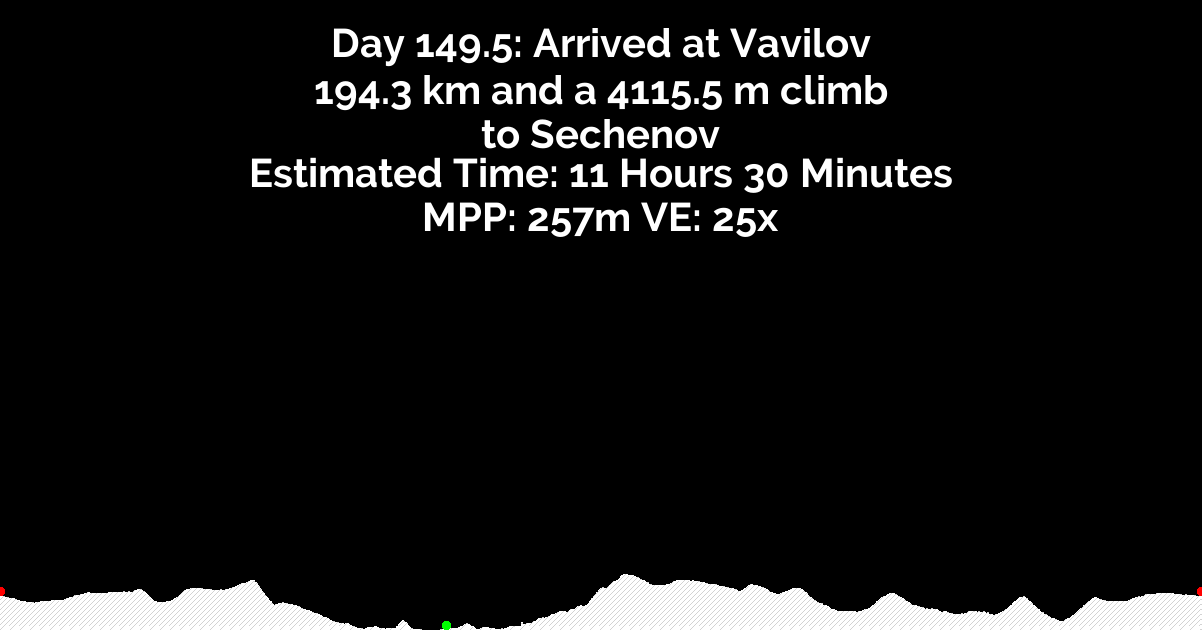 Day 149.5: Arrived at Vavilov
194.3 km and a 4115.5 m climb
to Sechenov
Estimated Time: 11 Hours 30 Minutes
MPP: 257m VE: 25x